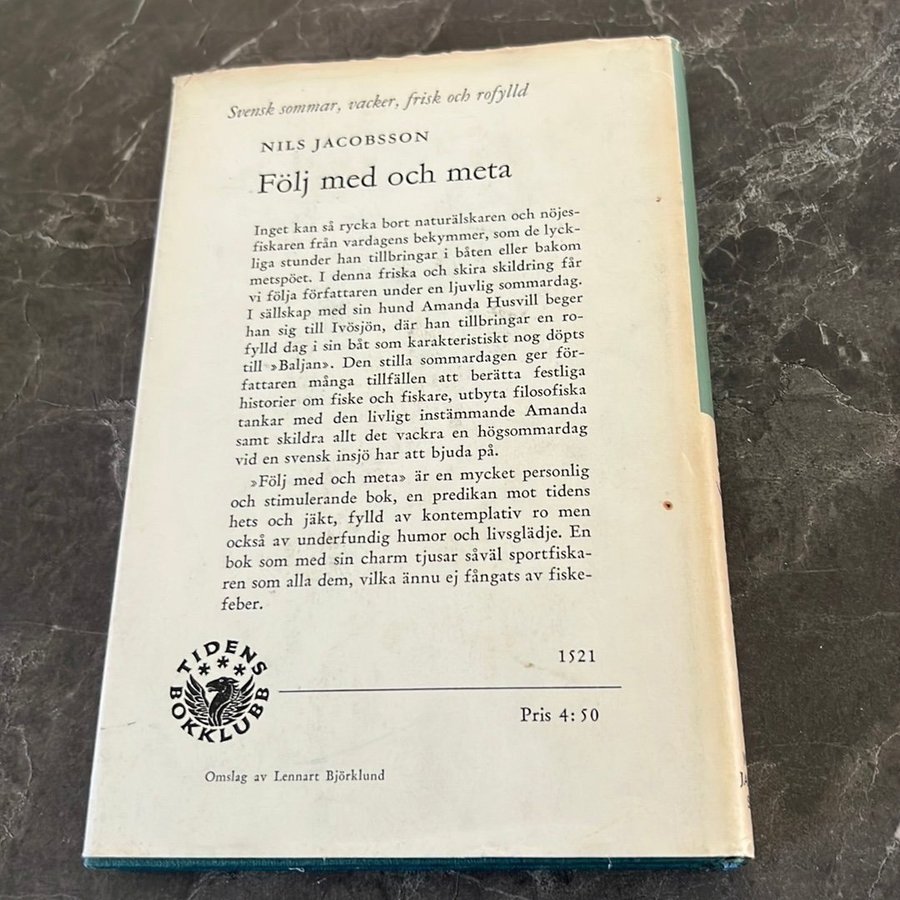 Svensk sommar, vacker, frisk och rofylld
NILS JACOBSSON
Följ med och meta
Inget kan så rycka bort naturälskaren och nöjes-
fiskaren från vardagens bekymmer, som de lyck-
liga stunder han tillbringar i båten eller bakom
metspöet. I denna friska och skira skildring får
vi följa författaren under en ljuvlig sommardag.
I sällskap med sin hund Amanda Husvill beger
han sig till Ivösjön, där han tillbringar en ro-
fylld dag i sin båt som karakteristiskt nog döpts
till »Baljan». Den stilla sommardagen ger för-
fattaren många tillfällen att berätta festliga
historier om fiske och fiskare, utbyta filosofiska
tankar med den livligt instämmande Amanda
samt skildra allt det vackra en högsommardag
vid en svensk insjö har att bjuda på.
»Följ med och meta» är en mycket personlig
och stimulerande bok, en predikan mot tidens
hets och jäkt, fylld av kontemplativ ro men
också av underfundig humor och livsglädje. En
bok som med sin charm tjusar såväl sportfiska-
ren som alla dem, vilka ännu ej fångats av fiske-
feber.
1521
TIDENS
BOKKLUBB
Pris 4:50
Omslag av Lennart Björklund